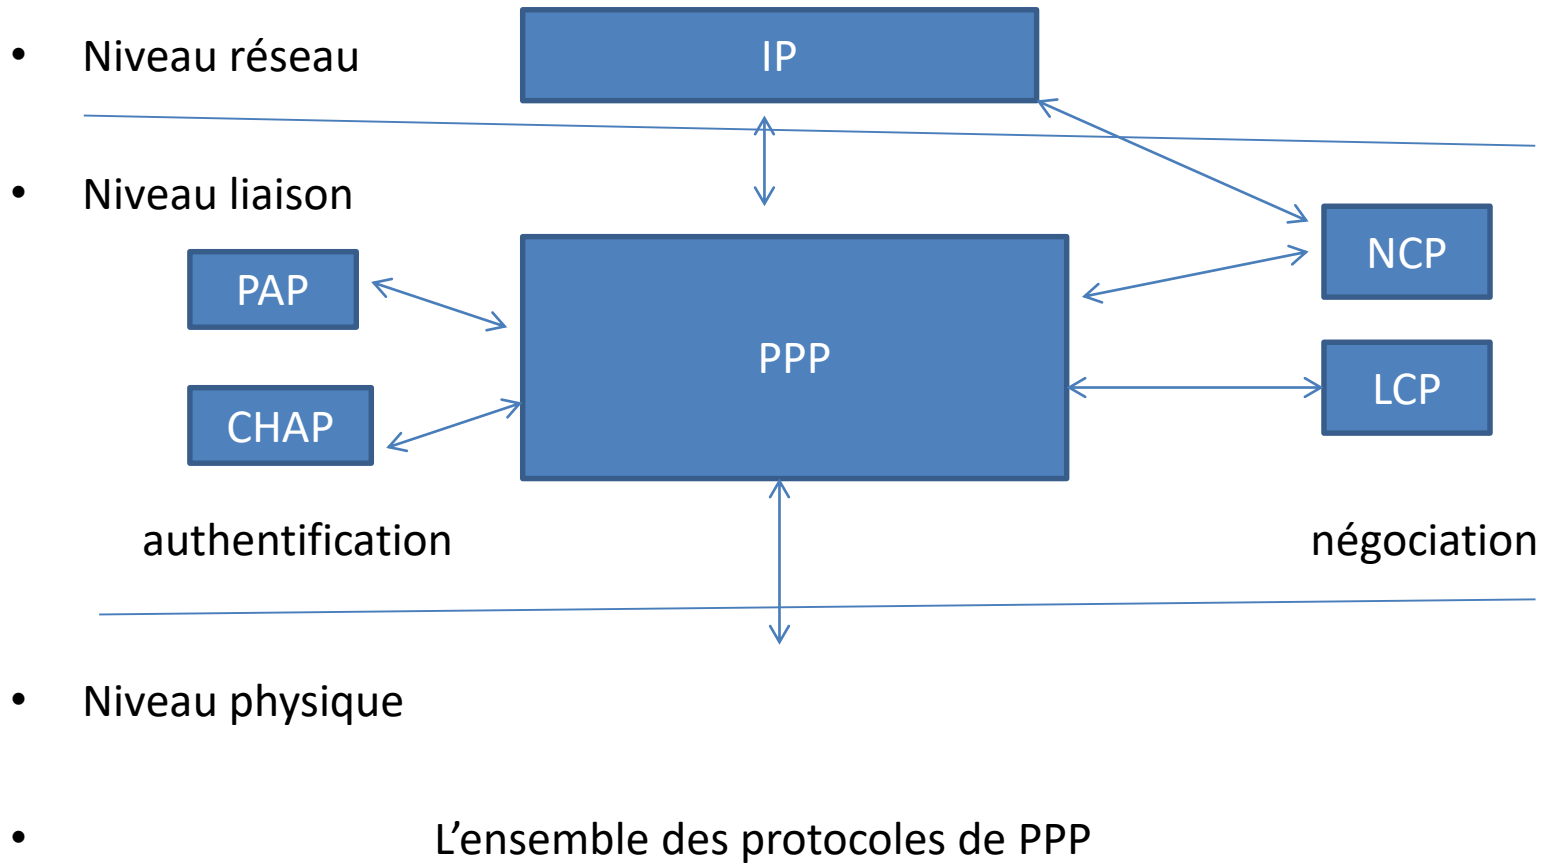 • Niveau réseau
IP
• Niveau liaison
NCP
PAP
PPP
LCP
CHAP
authentification
négociation
• Niveau physique
• L’ensemble des protocoles de PPP